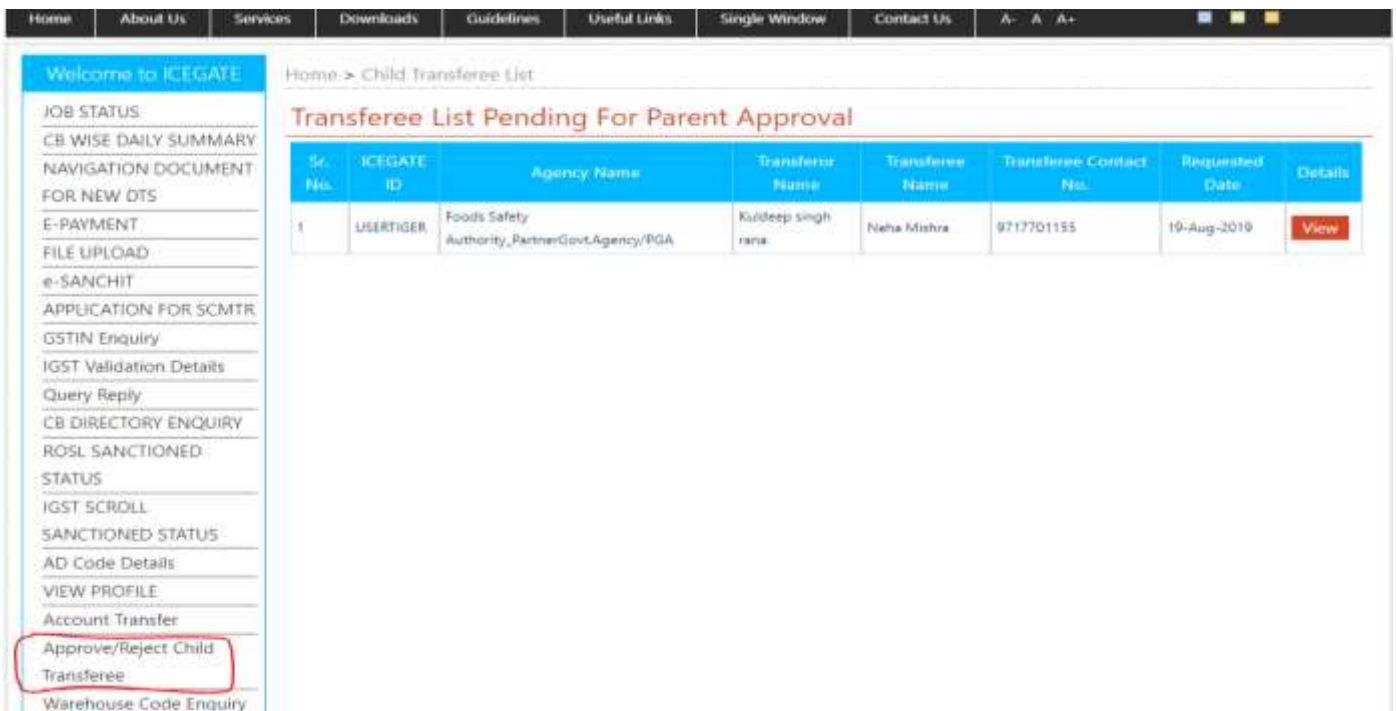 Home About Us Services Downloads Guidelines Useful Links Single Window Contact Us A- A A+
Welcome to ICEGATE
JOB STATUS
CB WISE DAILY SUMMARY
NAVIGATION DOCUMENT
FOR NEW DTS
E-PAYMENT
FILE UPLOAD
e-SANCHIT
APPLICATION FOR SCMTR
GSTIN Enquiry
IGST Validation Details
Query Reply
CB DIRECTORY ENQUIRY
ROSL SANCTIONED
STATUS
IGST SCROLL
SANCTIONED STATUS
AD Code Details
VIEW PROFILE
Account Transfer
Approve/Reject Child
Transferee
Warehouse Code Enquiry
Home > Child Transferee List
Transferee List Pending For Parent Approval
Sr. ICEGATE Agency Name Transferor Transferee Transferee Contact Requested Details
No. ID Name Name No. Date
1 USERTIGER Foods Safety Kuldeep singh Neha Mishra 9717701155 19-Aug-2019 View
Authority_PartnerGovt.Agency/PGA rana